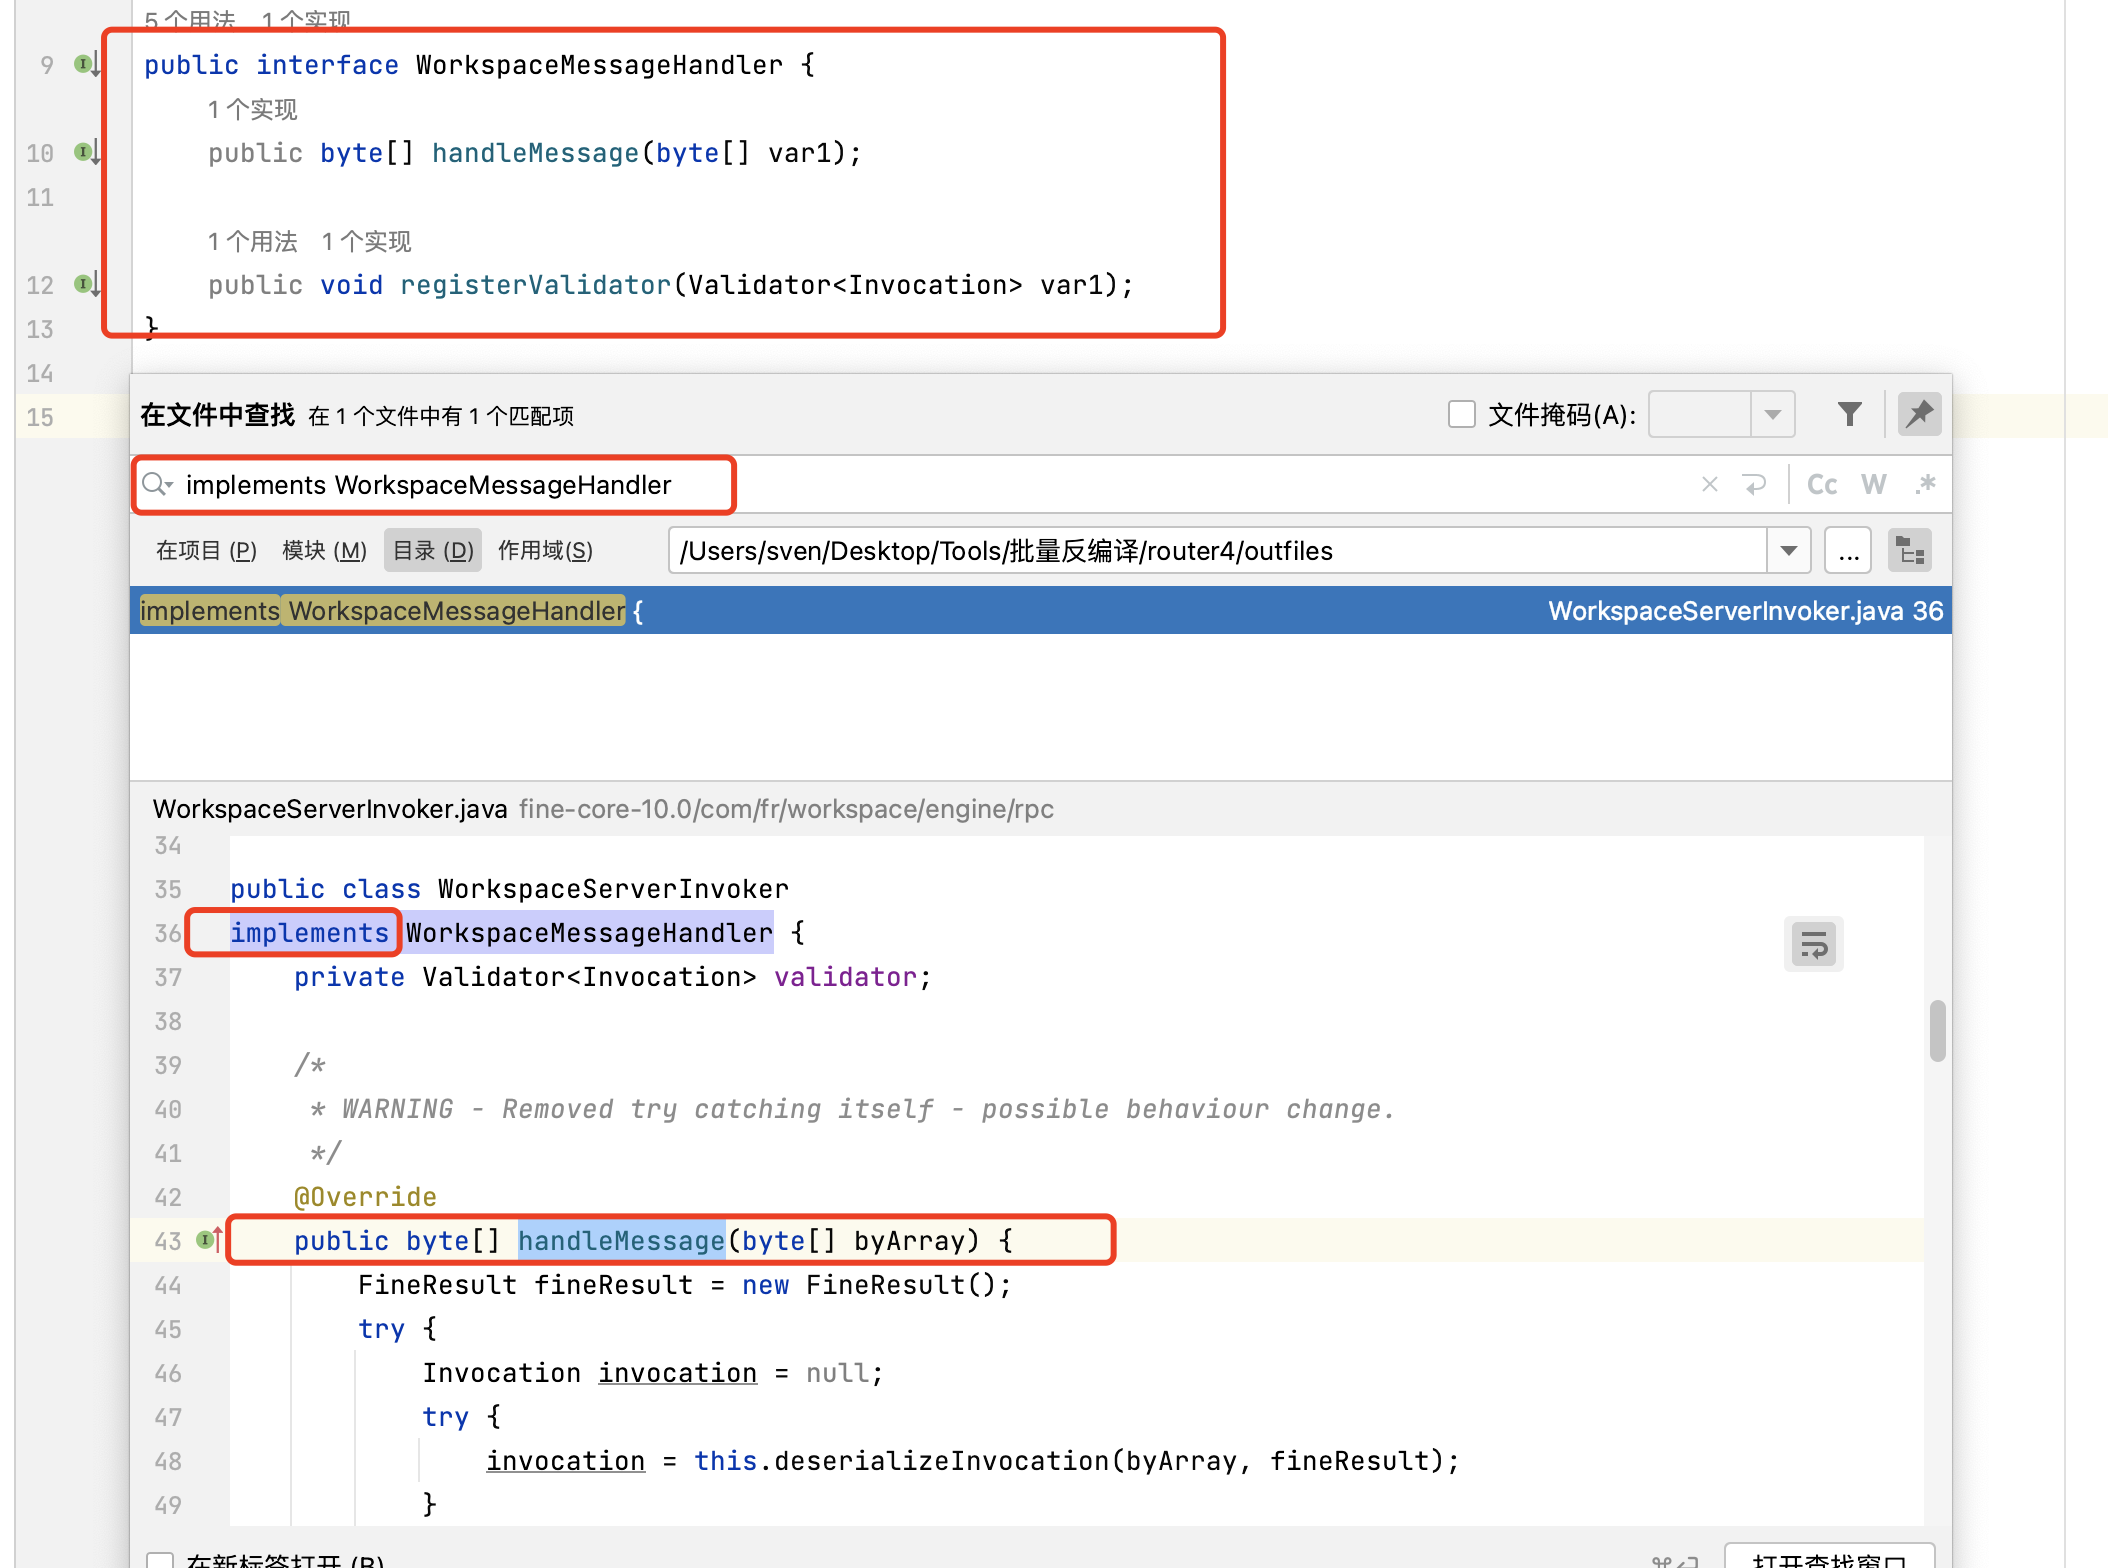 5 个用法 1 个实现
9 public interface WorkspaceMessageHandler {
1 个实现
10 public byte[] handleMessage(byte[] var1);
11
1 个用法 1 个实现
12 public void registerValidator(Validator<Invocation> var1);
13 }
14
15
在文件中查找 在 1 个文件中有 1 个匹配项 文件掩码(A):
implements WorkspaceMessageHandler Cc W .*
在项目 (P) 模块 (M) 目录 (D) 作用域(S) /Users/sven/Desktop/Tools/批量反编译/router4/outfiles ...
implements WorkspaceMessageHandler { WorkspaceServerInvoker.java 36
WorkspaceServerInvoker.java fine-core-10.0/com/fr/workspace/engine/rpc
34
35 public class WorkspaceServerInvoker
36 implements WorkspaceMessageHandler {
37 private Validator<Invocation> validator;
38
39 /*
40 * WARNING - Removed try catching itself - possible behaviour change.
41 */
42 @Override
43 public byte[] handleMessage(byte[] byArray) {
44 FineResult fineResult = new FineResult();
45 try {
46 Invocation invocation = null;
47 try {
48 invocation = this.deserializeInvocation(byArray, fineResult);
49 }
在新标签打开 (B) ⌘⏎ 打开查找窗口